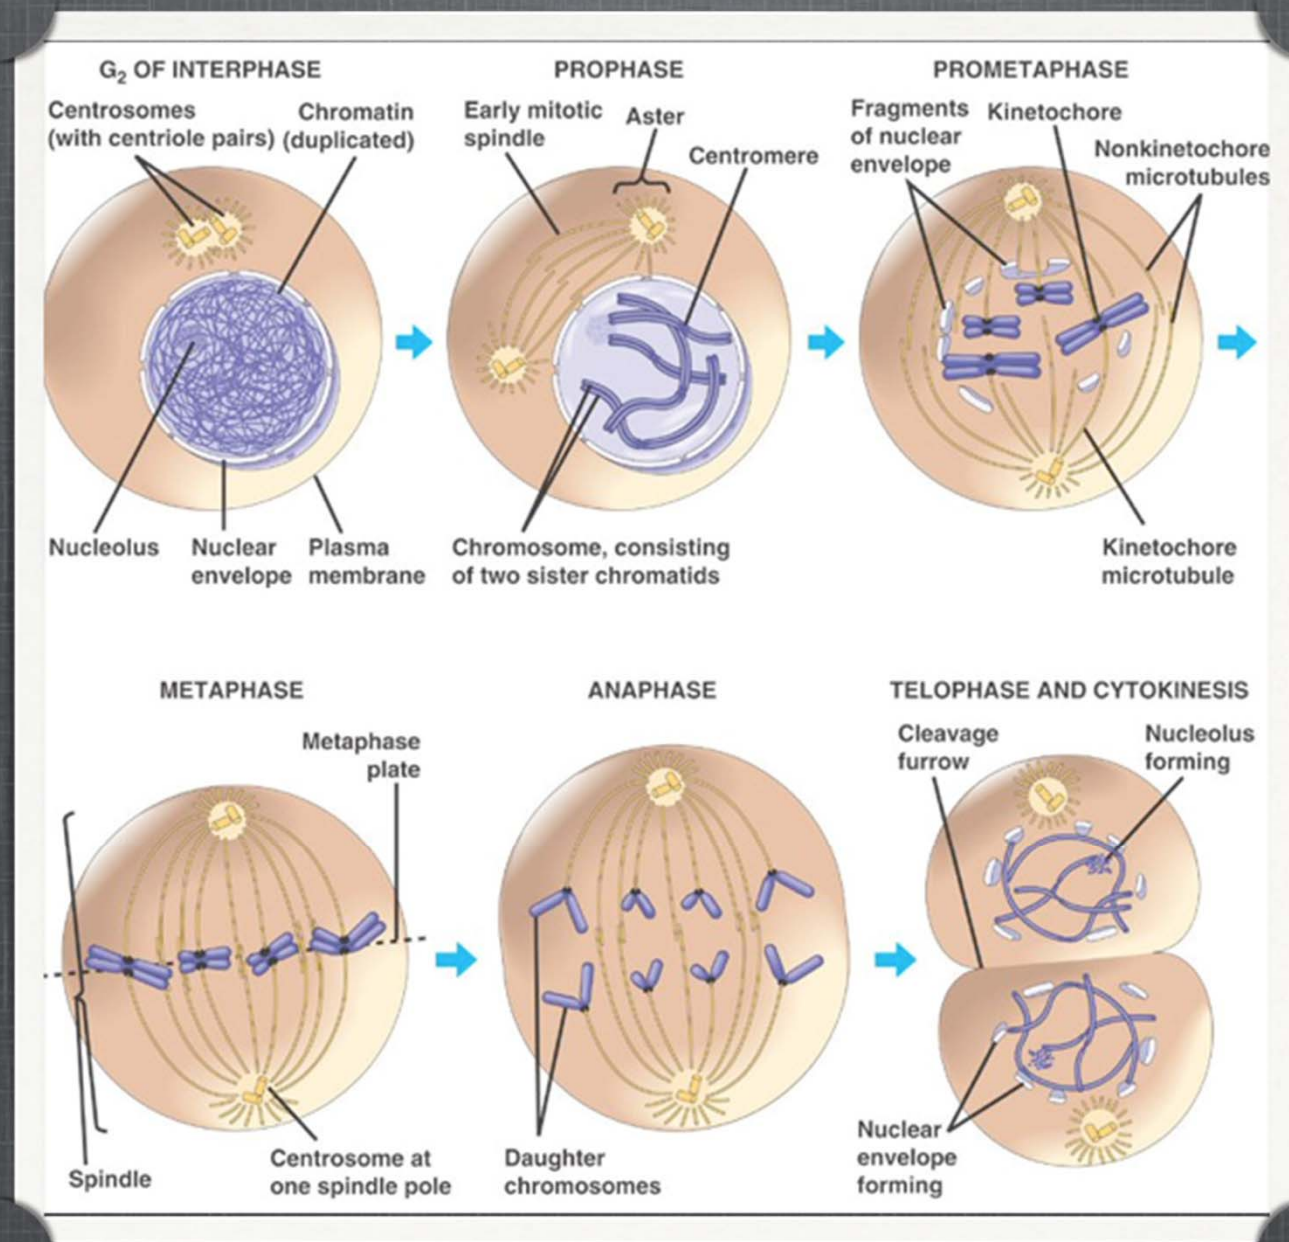 G₂ OF INTERPHASE
Centrosomes
(with centriole pairs)
Chromatin
(duplicated)
Nucleolus
Nuclear
envelope
Plasma
membrane
PROPHASE
Early mitotic
spindle
Aster
Centromere
Chromosome, consisting
of two sister chromatids
PROMETAPHASE
Fragments
of nuclear
envelope
Kinetochore
Nonkinetochore
microtubules
Kinetochore
microtubule
METAPHASE
Metaphase
plate
Spindle
Centrosome at
one spindle pole
ANAPHASE
Daughter
chromosomes
TELOPHASE AND CYTOKINESIS
Cleavage
furrow
Nucleolus
forming
Nuclear
envelope
forming